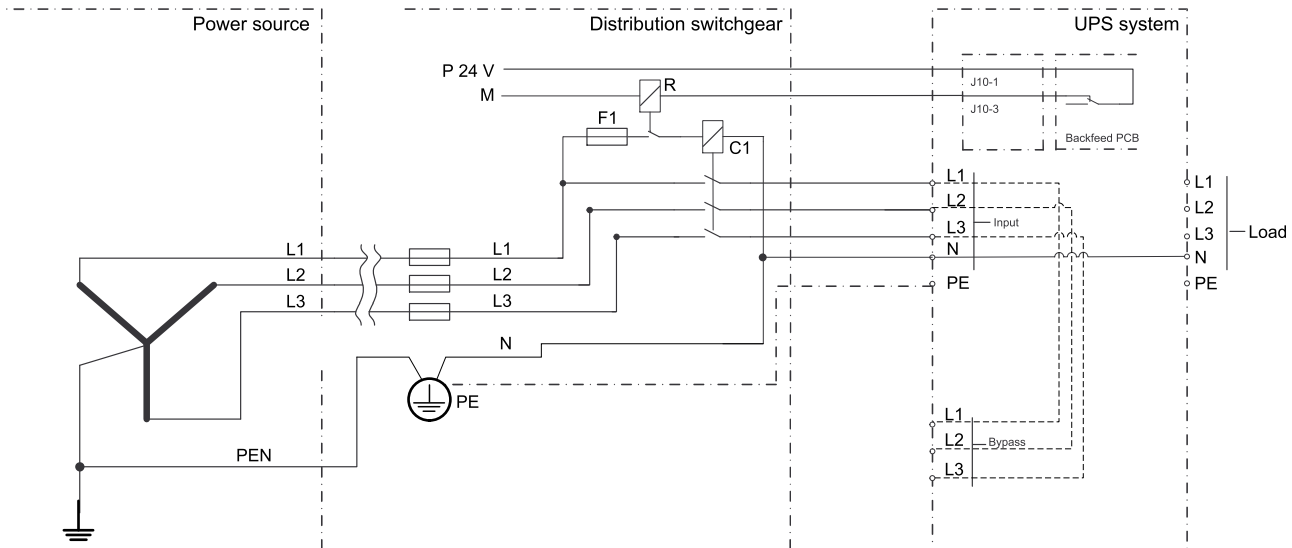 Power source
Distribution switchgear
UPS system
P 24 V
M
R
J10-1
J10-3
Backfeed PCB
F1
C1
L1
L2
L3
N
PE
Input
L1
L2
L3
N
PE
Load
L1
L2
L3
L1
L2
L3
N
PE
PEN
L1
L2
L3
Bypass